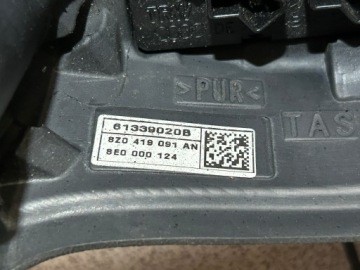 >PUR<
61339020B
8Z0 419 091 AN
8E0 000 124
TAS